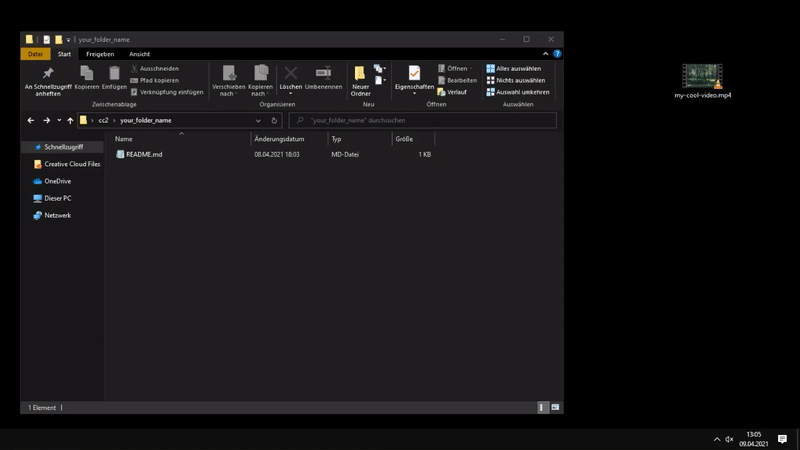 your_folder_name
Datei Start Freigeben Ansicht
An Schnellzugriff anheften
Kopieren
Einfügen
Ausschneiden
Pfad kopieren
Verknüpfung einfügen
Zwischenablage
Verschieben nach
Kopieren nach
Löschen
Umbenennen
Organisieren
Neuer Ordner
Neu
Eigenschaften
Öffnen
Bearbeiten
Verlauf
Öffnen
Alles auswählen
Nichts auswählen
Auswahl umkehren
Auswählen
cc2 > your_folder_name
"your_folder_name" durchsuchen
Name Änderungsdatum Typ Größe
README.md 08.04.2021 18:03 MD-Datei 1 KB
Schnellzugriff
Creative Cloud Files
OneDrive
Dieser PC
Netzwerk
1 Element
my-cool-video.mp4
13:05
09.04.2021